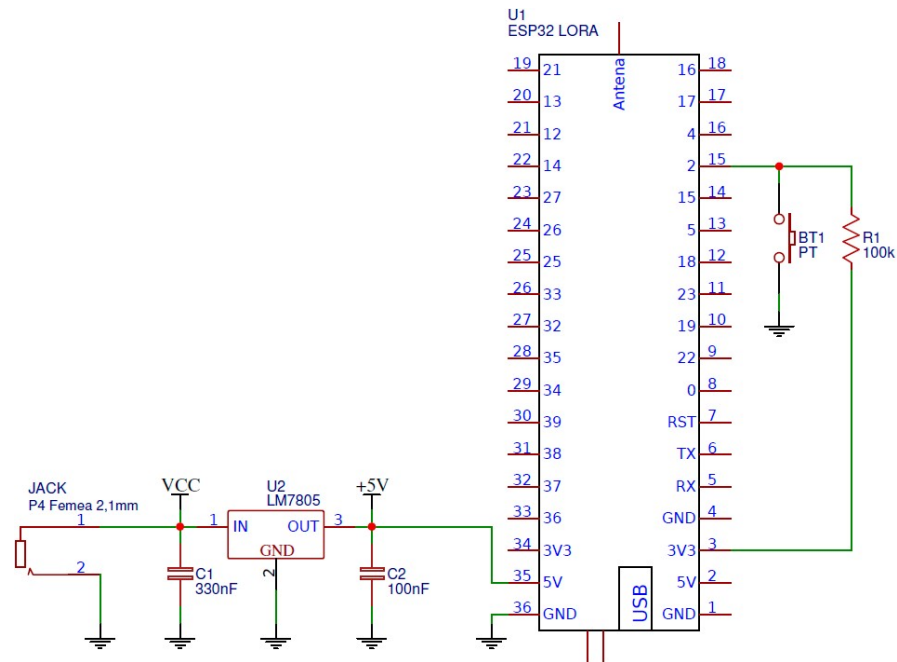 U1
ESP32 LORA
Antena
19 21 16 18
20 13 17 17
21 12 4 16
22 14 2 15
23 27 15 14
24 26 5 13
25 25 18 12
26 33 23 11
27 32 19 10
28 35 22 9
29 34 0 8
30 39 RST 7
31 38 TX 6
32 37 RX 5
33 36 GND 4
34 3V3 3V3 3
35 5V 5V 2
36 GND GND 1
USB
BT1
PT
R1
100k
JACK
P4 Femea 2,1mm
1
2
VCC
C1
330nF
U2
LM7805
1 IN OUT 3
GND
2
+5V
C2
100nF